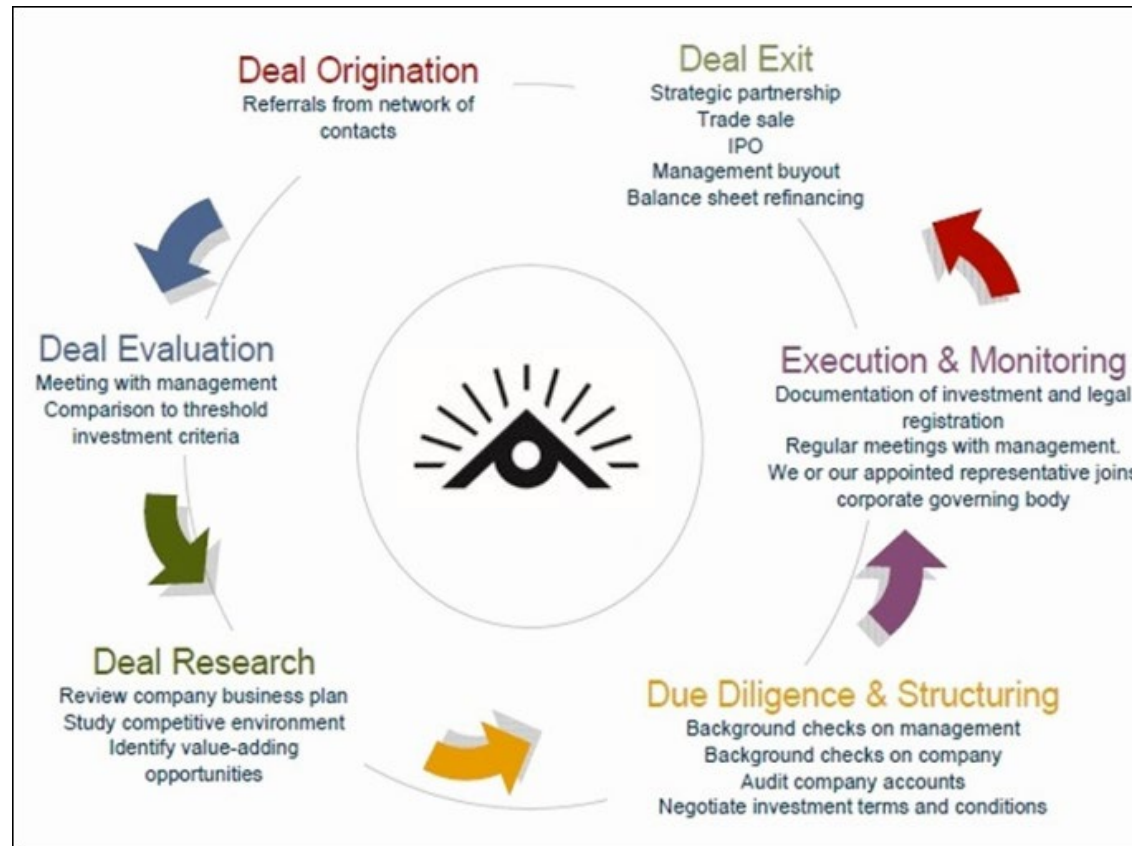 Deal Origination
Referrals from network of
contacts
Deal Evaluation
Meeting with management
Comparison to threshold
investment criteria
Deal Research
Review company business plan
Study competitive environment
Identify value-adding
opportunities
Due Diligence & Structuring
Background checks on management
Background checks on company
Audit company accounts
Negotiate investment terms and conditions
Execution & Monitoring
Documentation of investment and legal
registration
Regular meetings with management.
We or our appointed representative joins
corporate governing body
Deal Exit
Strategic partnership
Trade sale
IPO
Management buyout
Balance sheet refinancing